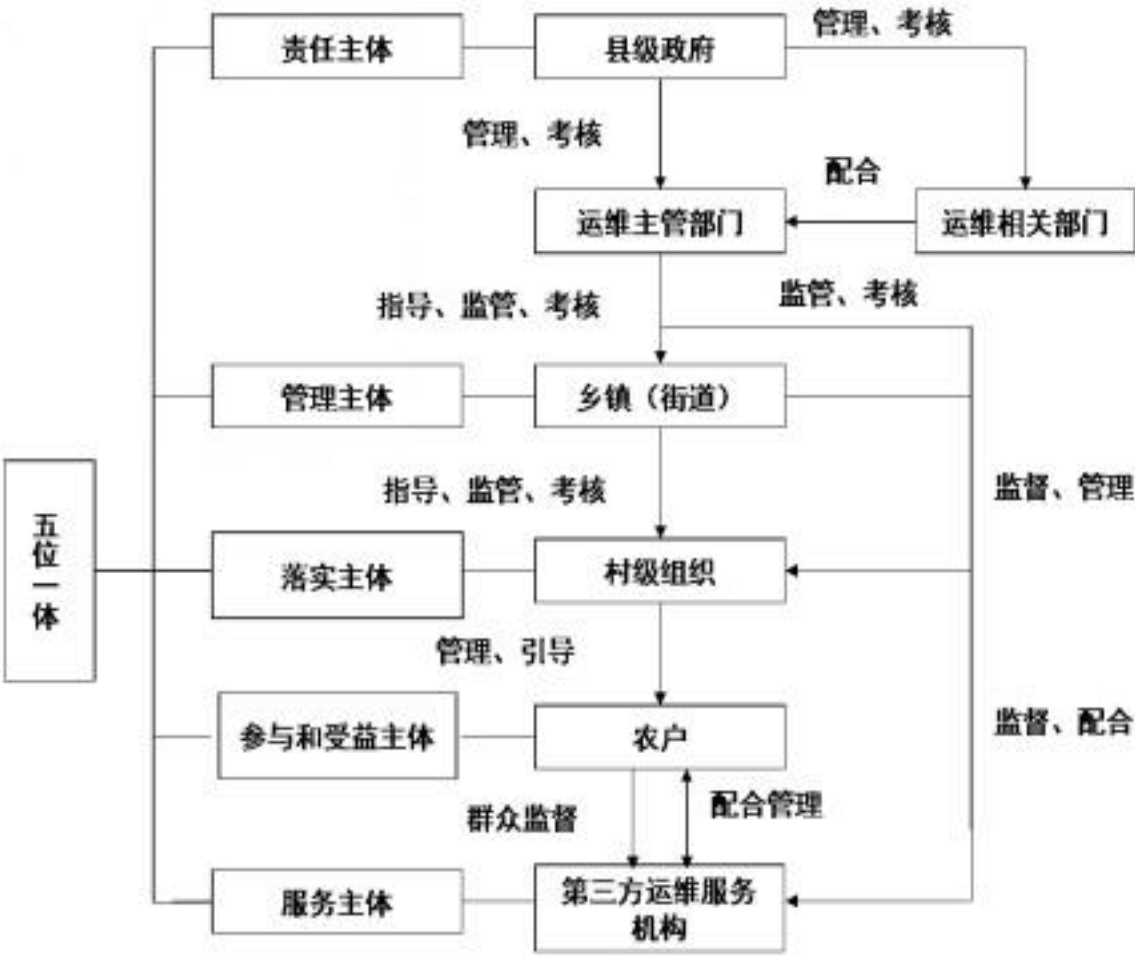 管理、考核
责任主体
县级政府
管理、考核
配合
运维主管部门
运维相关部门
指导、监管、考核
监管、考核
管理主体
乡镇（街道）
指导、监管、考核
监督、管理
五位一体
落实主体
村级组织
管理、引导
参与和受益主体
农户
监督、配合
群众监督
配合管理
服务主体
第三方运维服务
机构